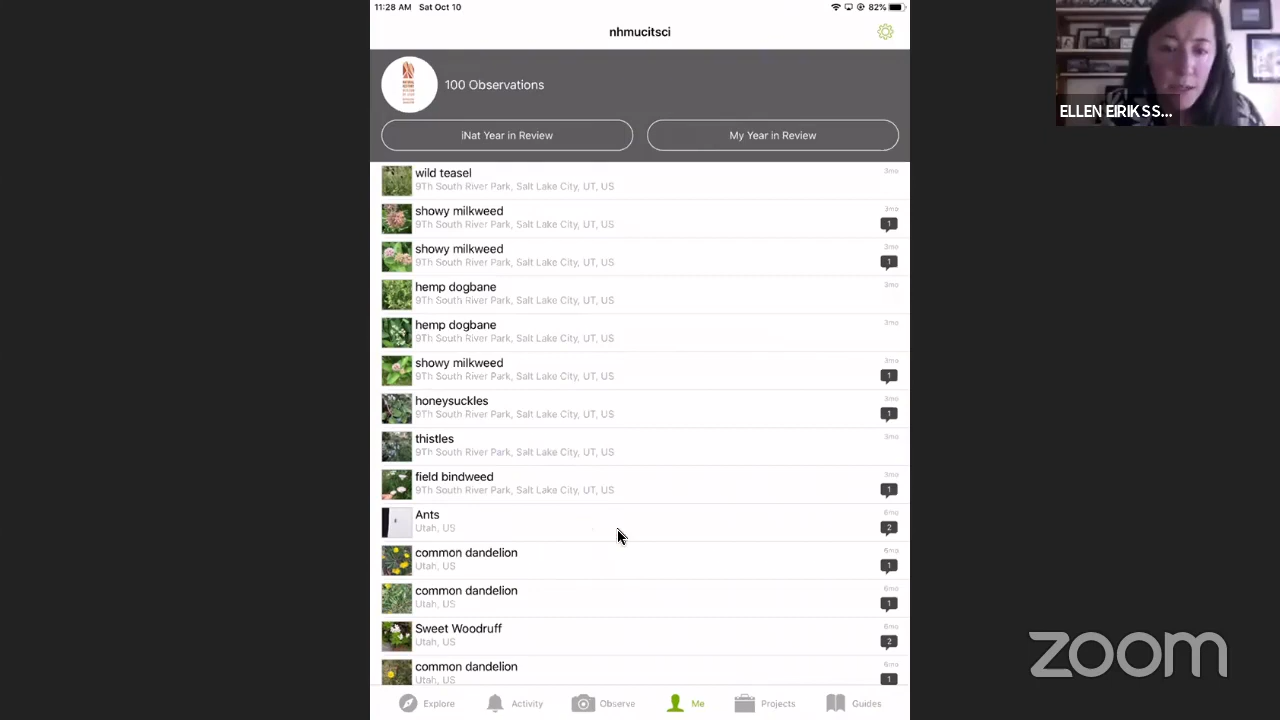 11:28 AM Sat Oct 10
82%
nhmucitsci
100 Observations
iNat Year in Review
My Year in Review
wild teasel
3mo
9Th South River Park, Salt Lake City, UT, US
showy milkweed
3mo
9Th South River Park, Salt Lake City, UT, US
1
showy milkweed
3mo
9Th South River Park, Salt Lake City, UT, US
1
hemp dogbane
3mo
9Th South River Park, Salt Lake City, UT, US
hemp dogbane
3mo
9Th South River Park, Salt Lake City, UT, US
showy milkweed
3mo
9Th South River Park, Salt Lake City, UT, US
1
honeysuckles
3mo
9Th South River Park, Salt Lake City, UT, US
1
thistles
3mo
9Th South River Park, Salt Lake City, UT, US
field bindweed
3mo
9Th South River Park, Salt Lake City, UT, US
1
Ants
6mo
Utah, US
2
common dandelion
6mo
Utah, US
1
common dandelion
6mo
Utah, US
1
Sweet Woodruff
6mo
Utah, US
2
common dandelion
6mo
Utah, US
1
Explore
Activity
Observe
Me
Projects
Guides
ELLEN EIRIKSS...
zoom